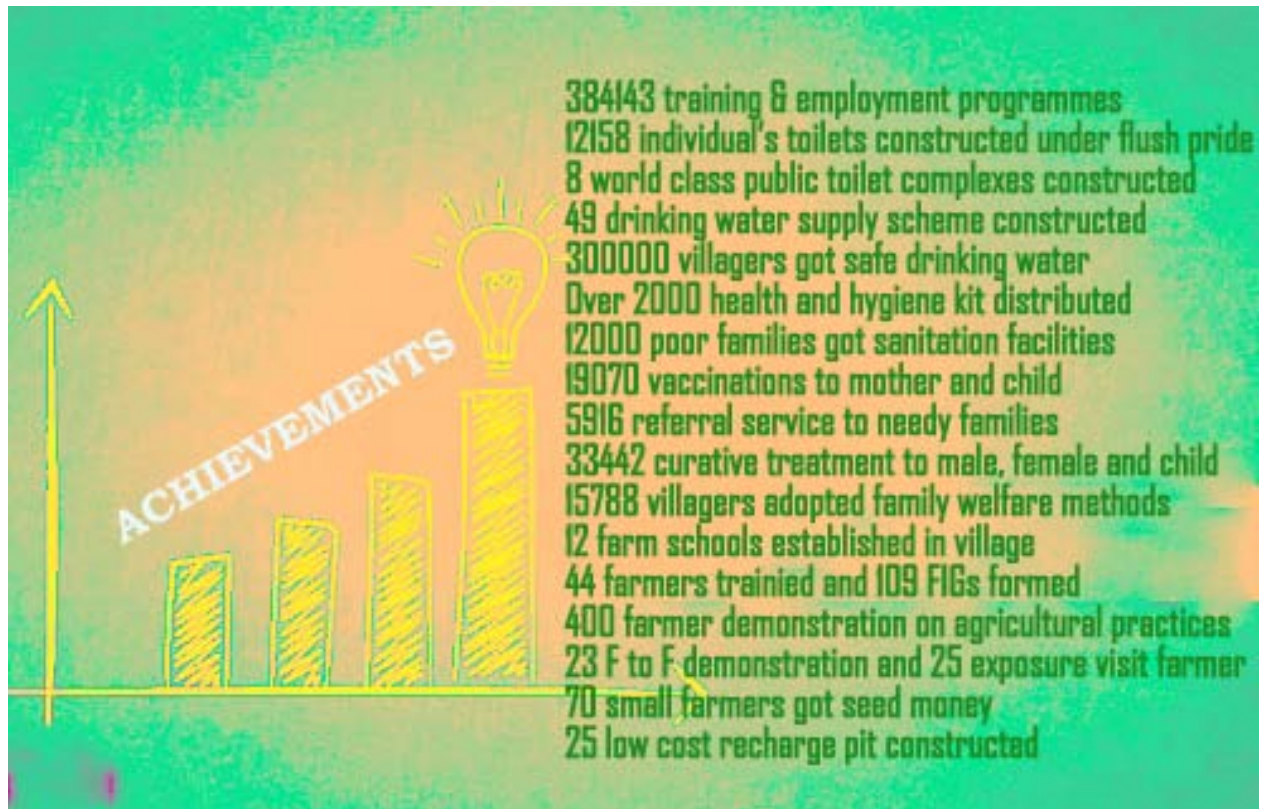 ACHIEVEMENTS
384143 training & employment programmes
12158 individual's toilets constructed under flush pride
8 world class public toilet complexes constructed
49 drinking water supply scheme constructed
300000 villagers got safe drinking water
Over 2000 health and hygiene kit distributed
12000 poor families got sanitation facilities
19070 vaccinations to mother and child
5916 referral service to needy families
33442 curative treatment to male, female and child
15788 villagers adopted family welfare methods
12 farm schools established in village
44 farmers trainied and 109 FIGs formed
400 farmer demonstration on agricultural practices
23 F to F demonstration and 25 exposure visit farmer
70 small farmers got seed money
25 low cost recharge pit constructed